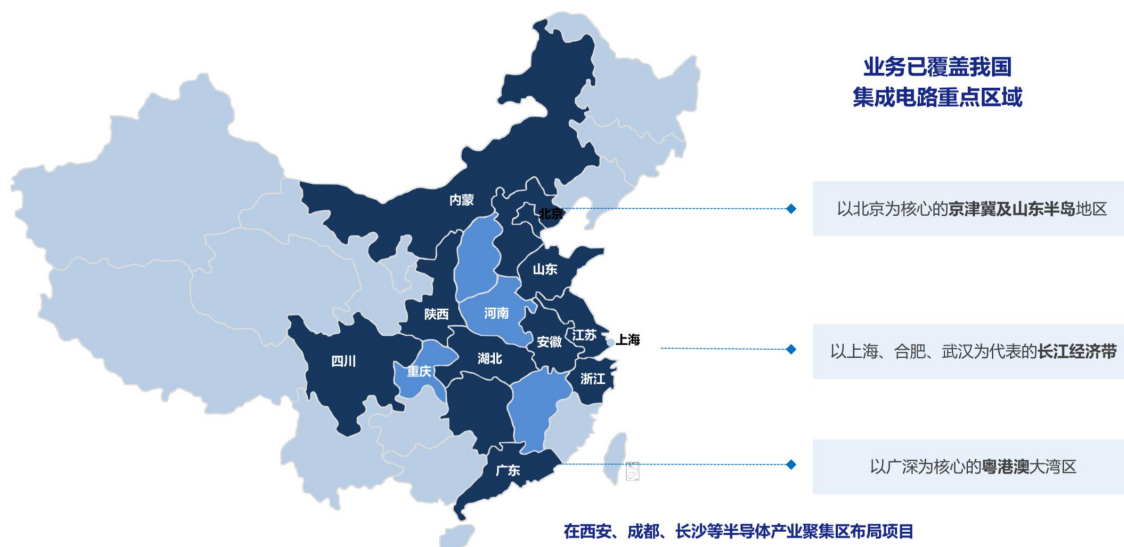 业务已覆盖我国
集成电路重点区域
内蒙
北京
以北京为核心的京津冀及山东半岛地区
山东
陕西
河南
江苏
上海
安徽
以上海、合肥、武汉为代表的长江经济带
四川
重庆
湖北
浙江
广东
以广深为核心的粤港澳大湾区
在西安、成都、长沙等半导体产业聚集区布局项目